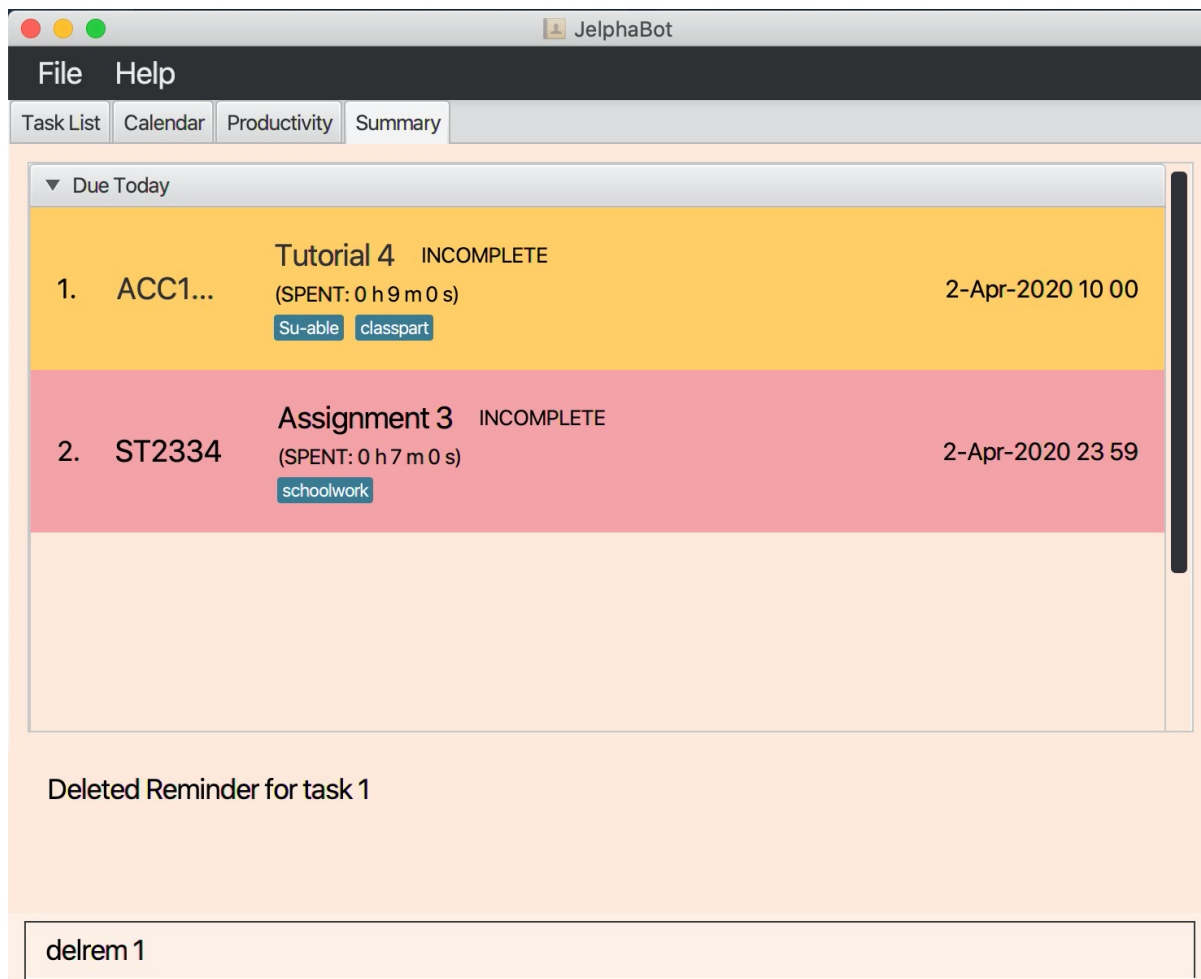 JelphaBot
File Help
Task List Calendar Productivity Summary
Due Today
Tutorial 4 INCOMPLETE
1. ACC1... (SPENT: 0 h 9 m 0 s) 2-Apr-2020 10 00
Su-able classpart
Assignment 3 INCOMPLETE
2. ST2334 (SPENT: 0 h 7 m 0 s) 2-Apr-2020 23 59
schoolwork
Deleted Reminder for task 1
delrem 1